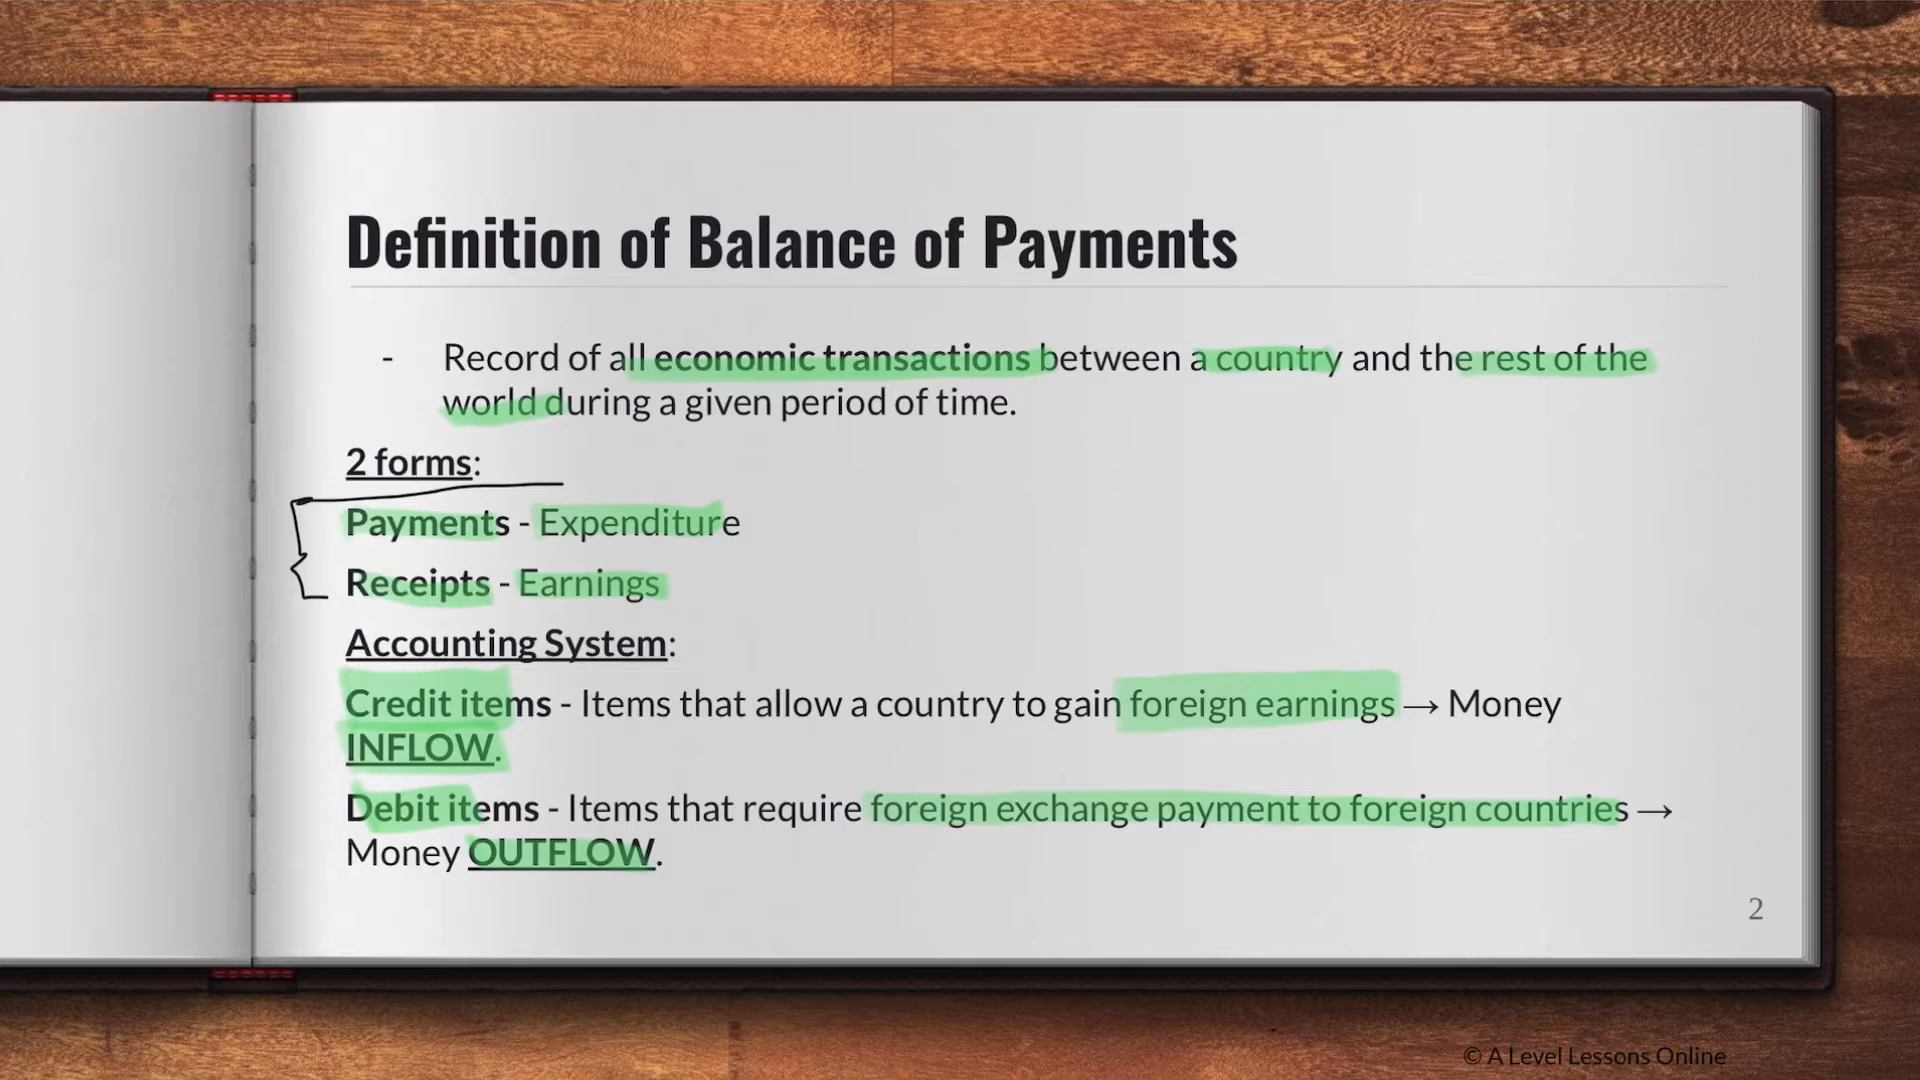 Definition of Balance of Payments
- Record of all economic transactions between a country and the rest of the
world during a given period of time.
2 forms:
Payments - Expenditure
Receipts - Earnings
Accounting System:
Credit items - Items that allow a country to gain foreign earnings → Money
INFLOW.
Debit items - Items that require foreign exchange payment to foreign countries →
Money OUTFLOW.
2
© A Level Lessons Online